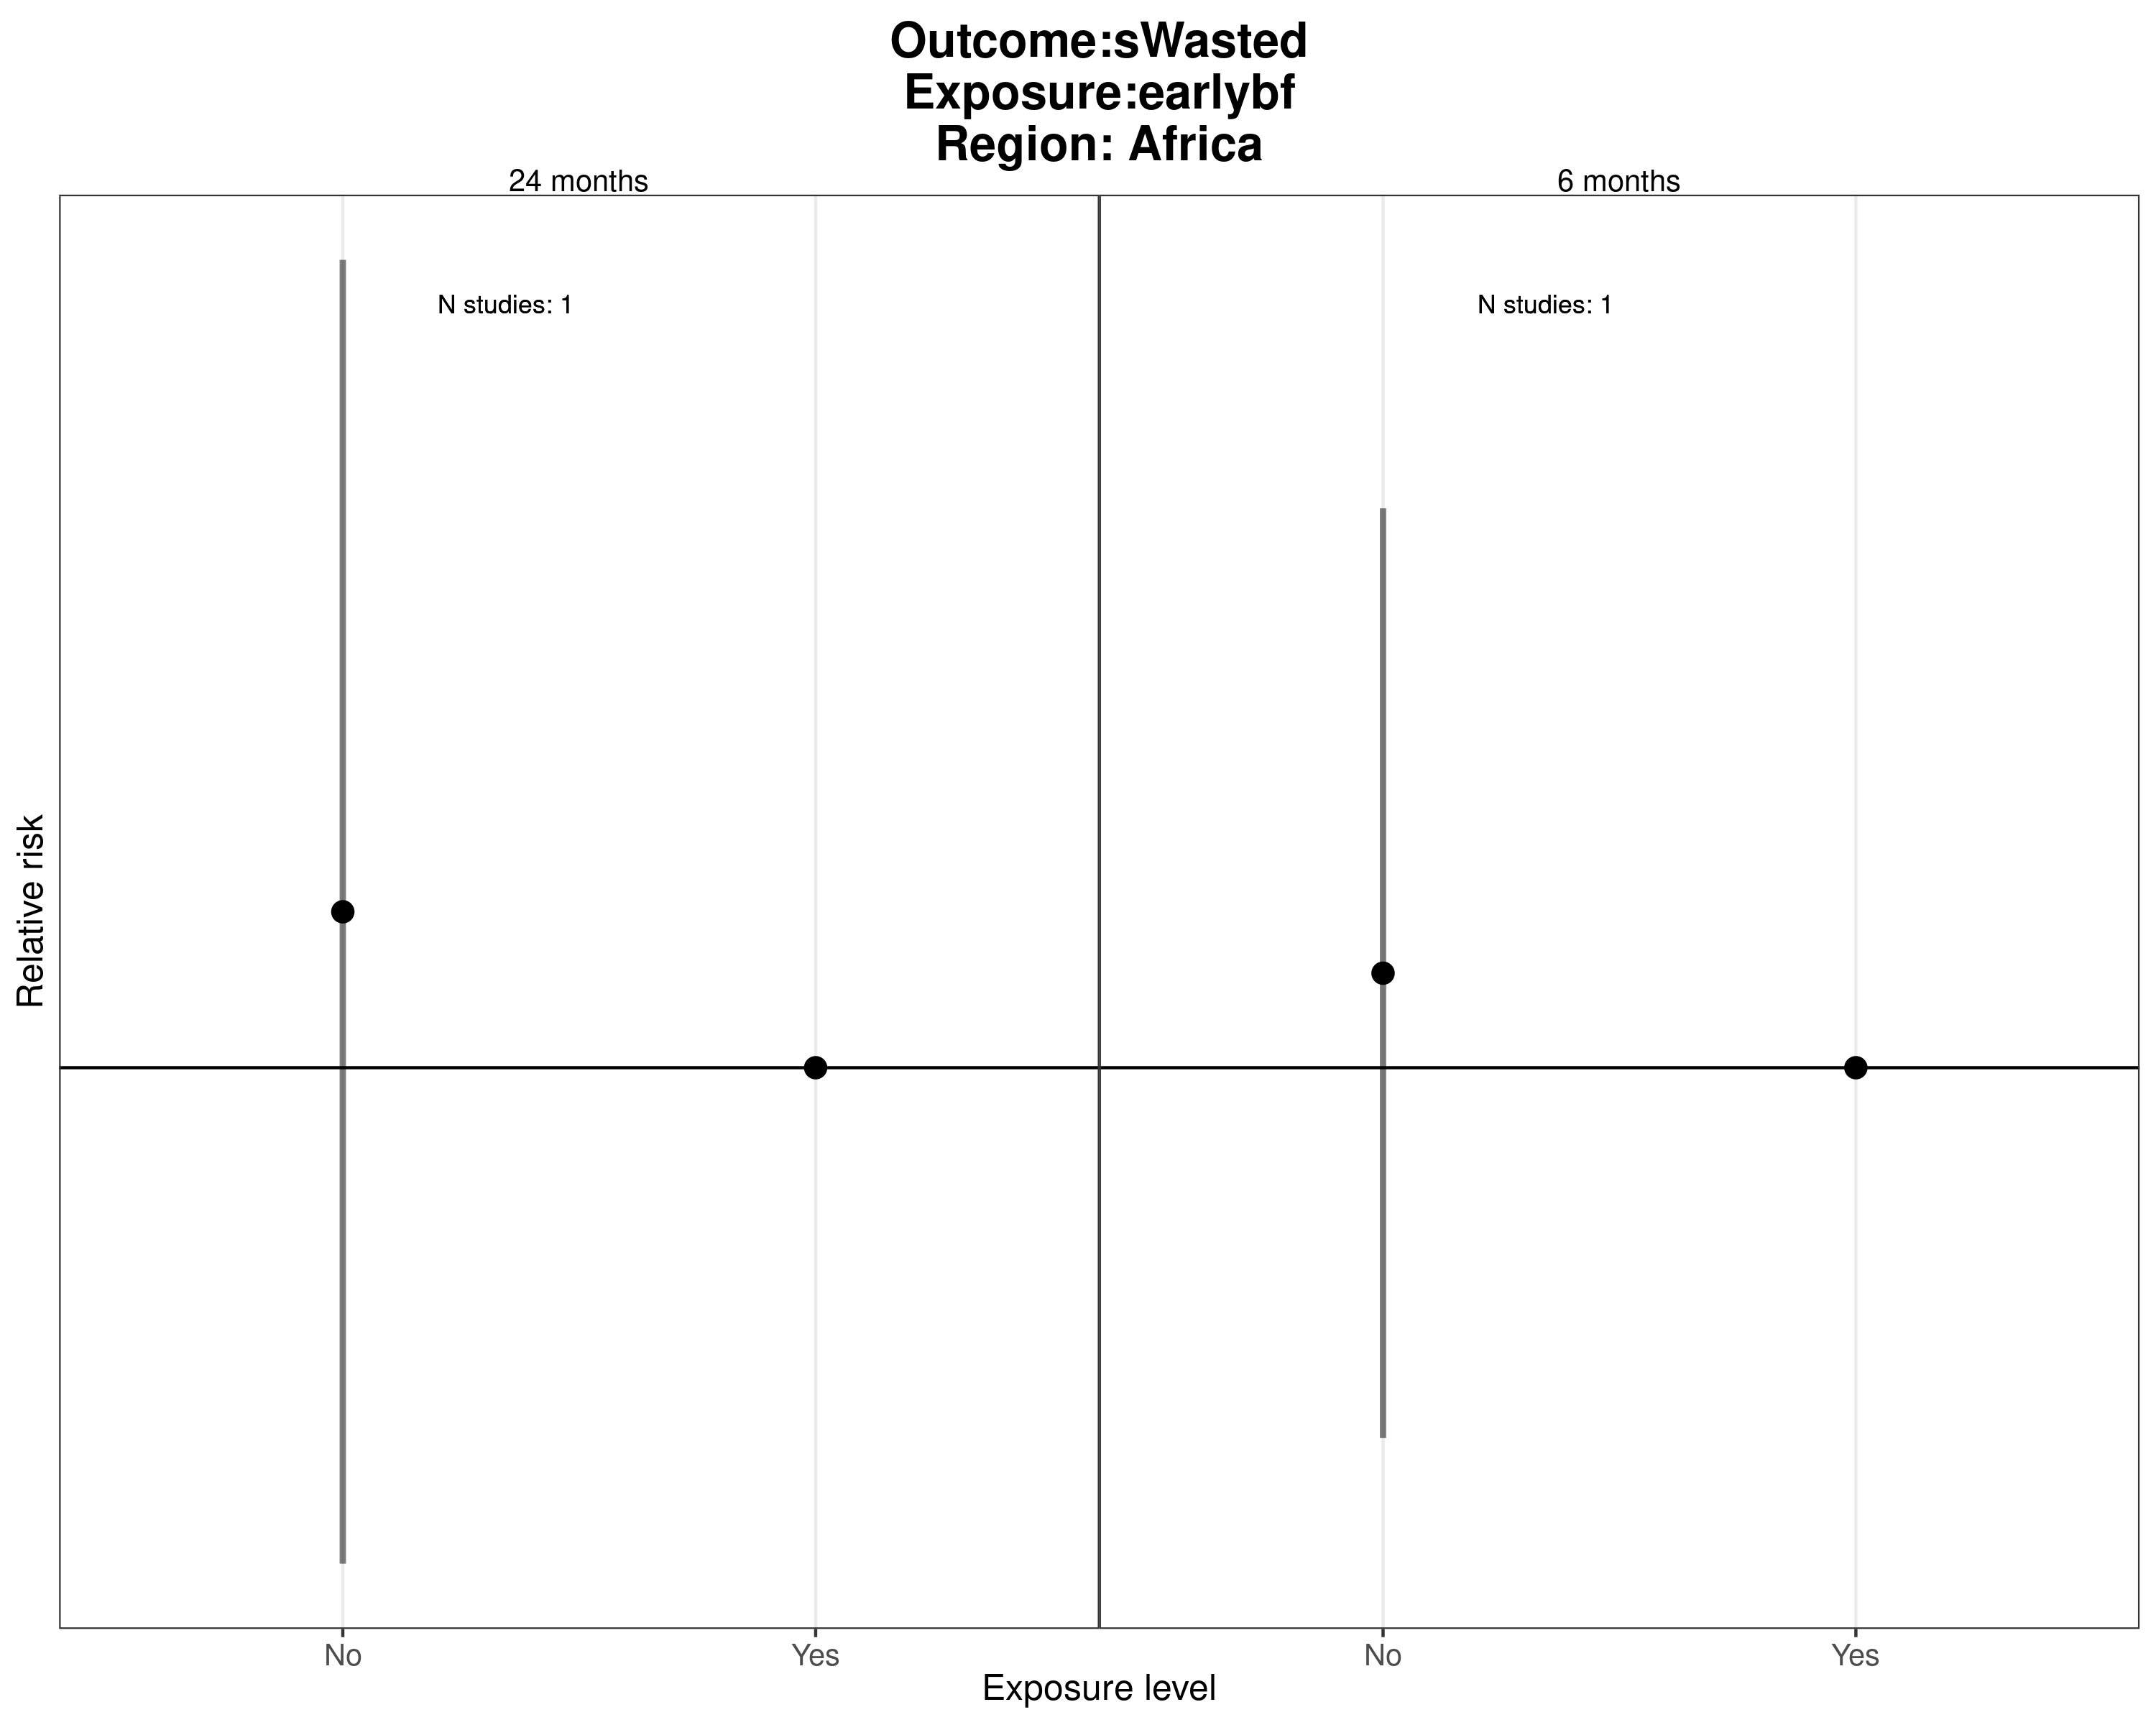 Outcome:sWasted
Exposure:earlybf
Region: Africa
24 months
6 months
N studies: 1
N studies: 1
Relative risk
No
Yes
No
Yes
Exposure level